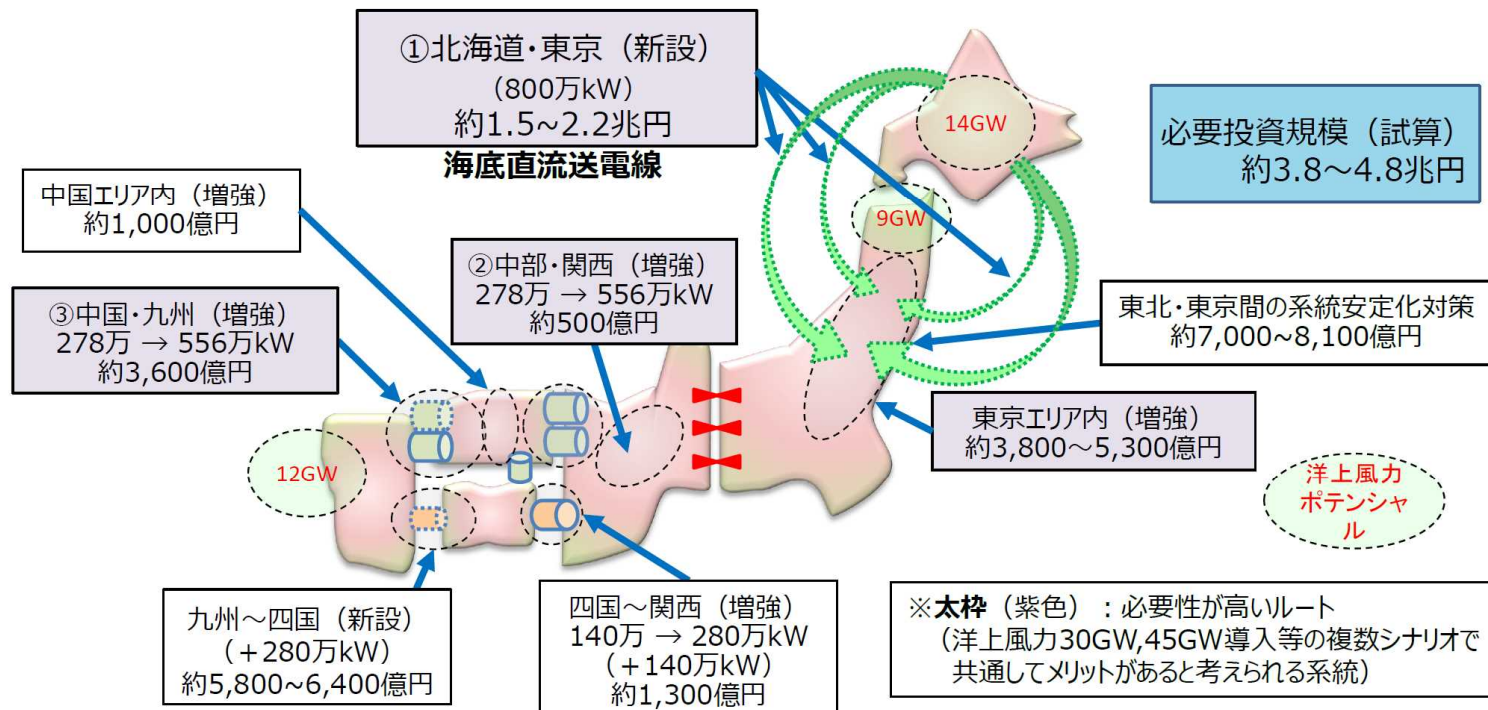 ①北海道･東京（新設）
（800万kW）
約1.5~2.2兆円
海底直流送電線
14GW
必要投資規模（試算）
約3.8～4.8兆円
中国エリア内（増強）
約1,000億円
9GW
②中部･関西（増強）
278万 → 556万kW
約500億円
③中国･九州（増強）
278万 → 556万kW
約3,600億円
東北･東京間の系統安定化対策
約7,000~8,100億円
東京エリア内（増強）
約3,800～5,300億円
12GW
洋上風力
ポテンシャ
ル
九州～四国（新設）
（＋280万kW）
約5,800~6,400億円
四国～関西（増強）
140万 → 280万kW
（＋140万kW）
約1,300億円
※太枠（紫色）：必要性が高いルート
（洋上風力30GW,45GW導入等の複数シナリオで
共通してメリットがあると考えられる系統）